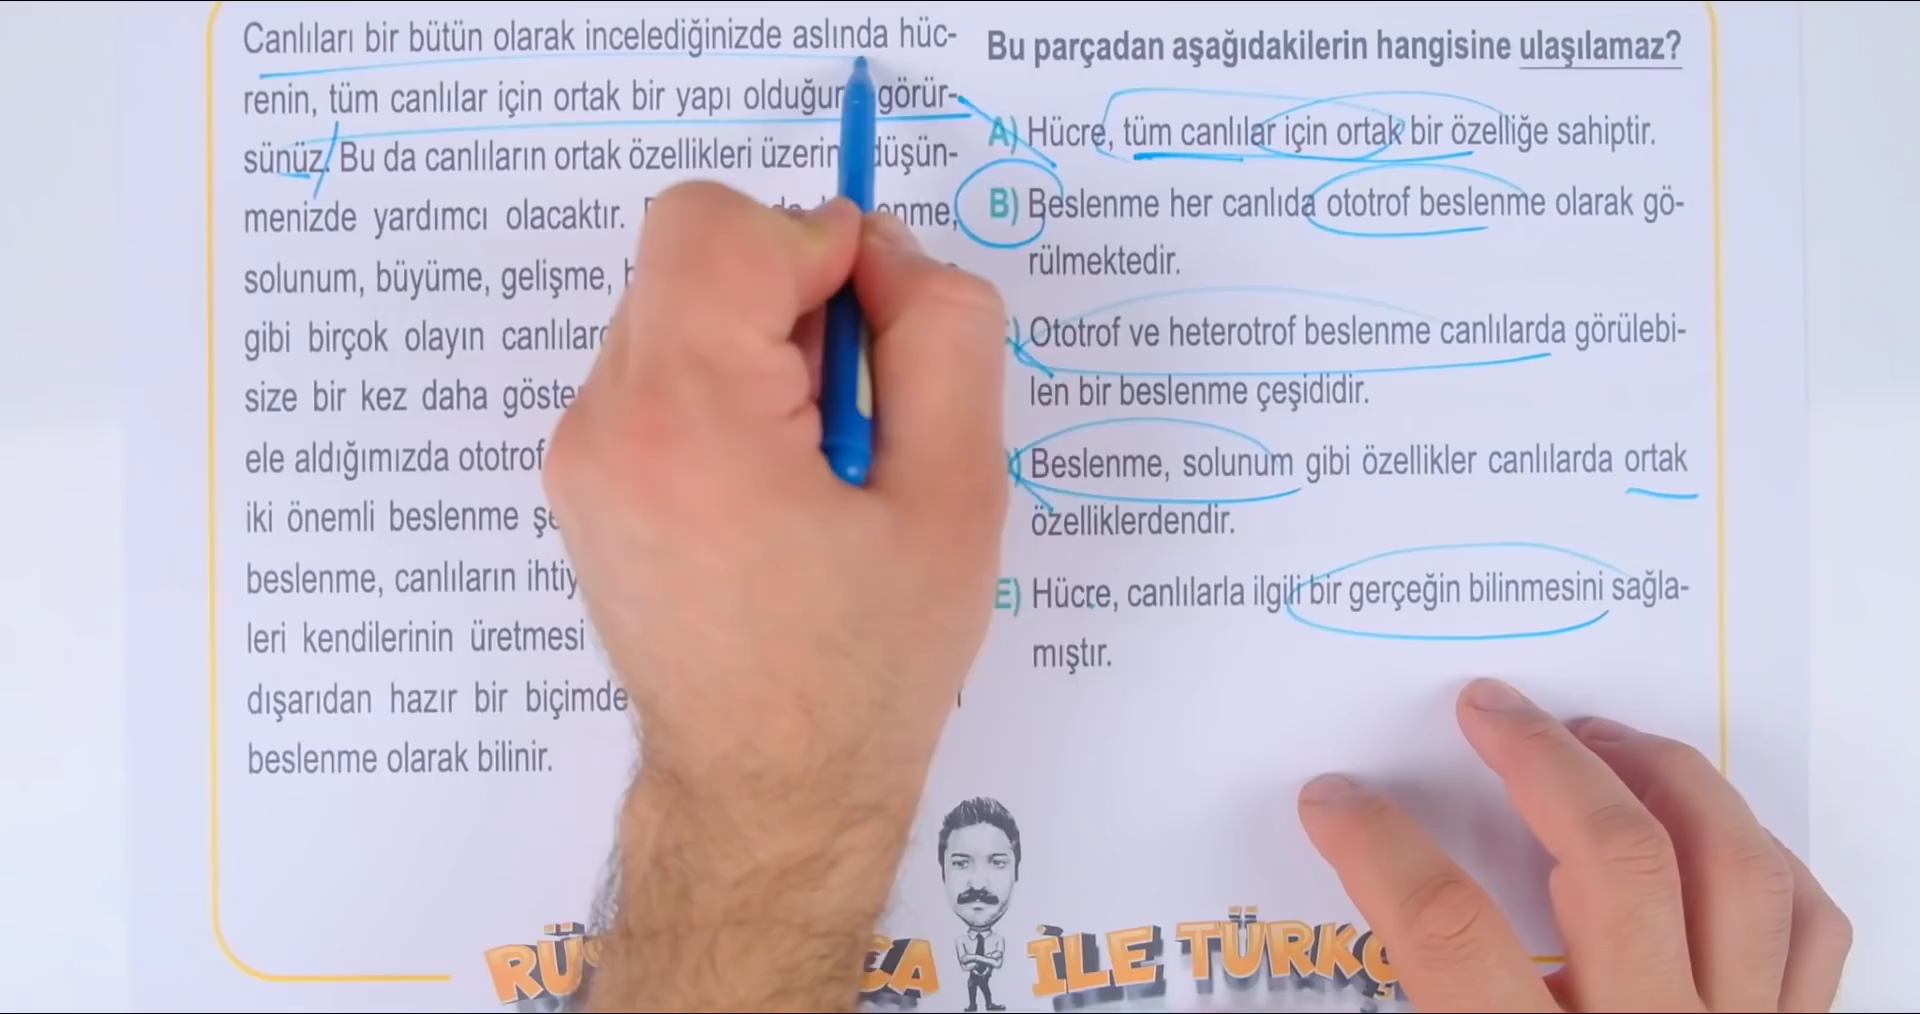 Canlıları bir bütün olarak incelediğinizde aslında hüc-
renin, tüm canlılar için ortak bir yapı olduğun görür-
sünüz. Bu da canlıların ortak özellikleri üzerin düşün-
menizde yardımcı olacaktır.
solunum, büyüme, gelişme,
gibi birçok olayın
size bir kez daha
ele aldığımızda ototrof
iki önemli beslenme
beslenme, canlıların
leri kendilerinin üretmesi
dışarıdan hazır bir biçimde
beslenme olarak bilinir.
Bu parçadan aşağıdakilerin hangisine ulaşılamaz?
A) Hücre, tüm canlılar için ortak bir özelliğe sahiptir.
B) Beslenme her canlıda ototrof beslenme olarak gö-
rülmektedir.
Ototrof ve heterotrof beslenme canlılarda görülebi-
len bir beslenme çeşididir.
Beslenme, solunum gibi özellikler canlılarda ortak
özelliklerdendir.
E) Hücre, canlılarla ilgili bir gerçeğin bilinmesini sağla-
mıştır.
İLE TÜRKÇ